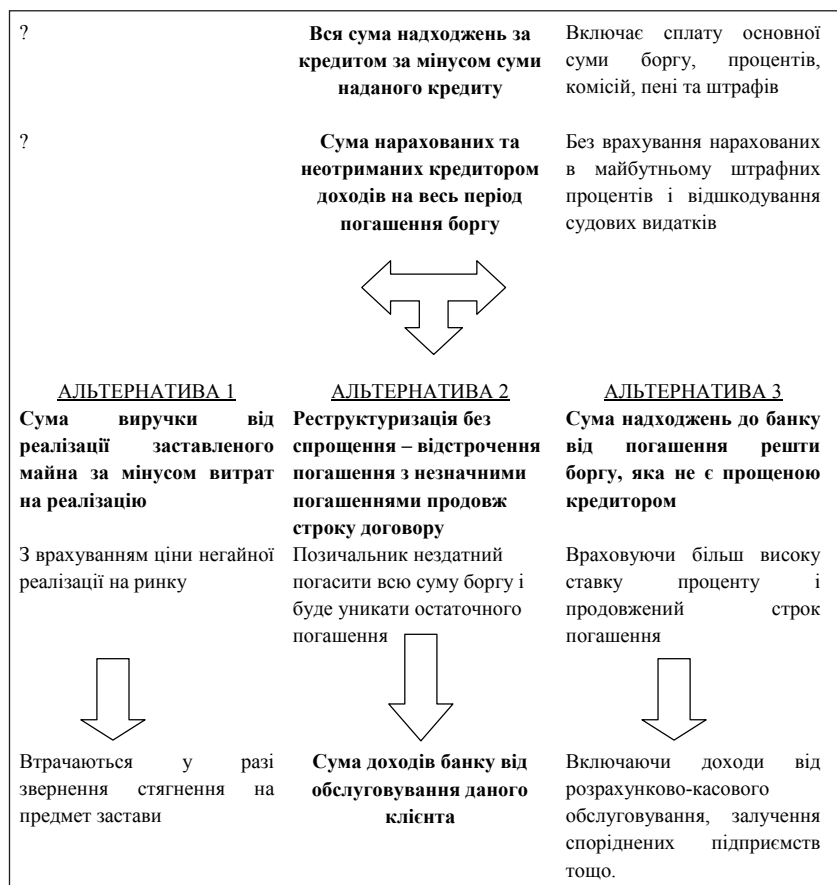 ?
Вся сума надходжень за
кредитом за мінусом суми
наданого кредиту
Включає сплату основної
суми боргу, процентів,
комісій, пені та штрафів
?
Сума нарахованих та
неотриманих кредитором
доходів на весь період
погашення боргу
Без врахування нарахованих
в майбутньому штрафних
процентів і відшкодування
судових видатків
АЛЬТЕРНАТИВА 1
Сума виручки від
реалізації заставленого
майна за мінусом витрат
на реалізацію
З врахуванням ціни негайної
реалізації на ринку
АЛЬТЕРНАТИВА 2
Реструктуризація без
спрощення – відстрочення
погашення з незначними
погашеннями продовж
строку договору
Позичальник нездатний
погасити всю суму боргу і
буде уникати остаточного
погашення
АЛЬТЕРНАТИВА 3
Сума надходжень до банку
від погашення решти
боргу, яка не є прощеною
кредитором
Враховуючи більш високу
ставку проценту і
продовжений строк
погашення
Втрачаються у разі
звернення стягнення на
предмет застави
Сума доходів банку від
обслуговування даного
клієнта
Включаючи доходи від
розрахунково-касового
обслуговування, залучення
споріднених підприємств
тощо.